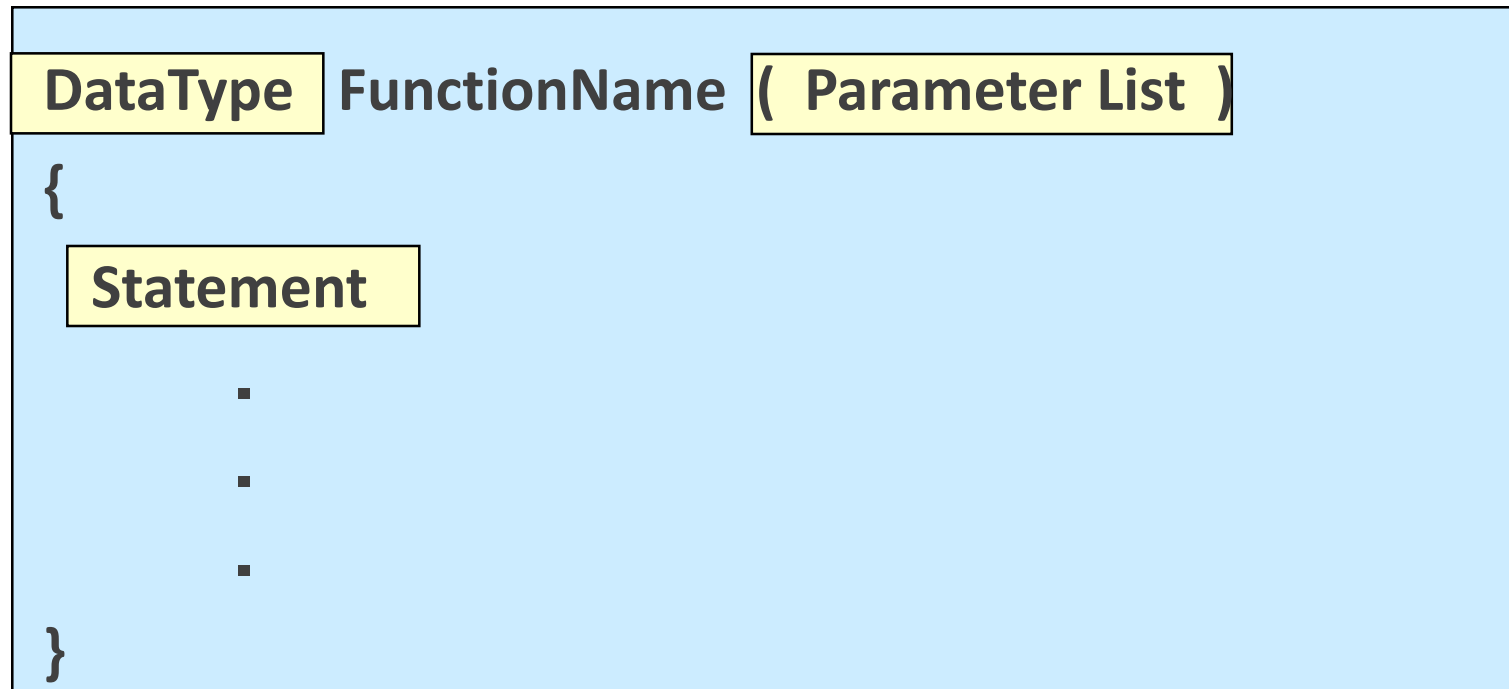 DataType FunctionName ( Parameter List )
{
Statement
.
.
.
}